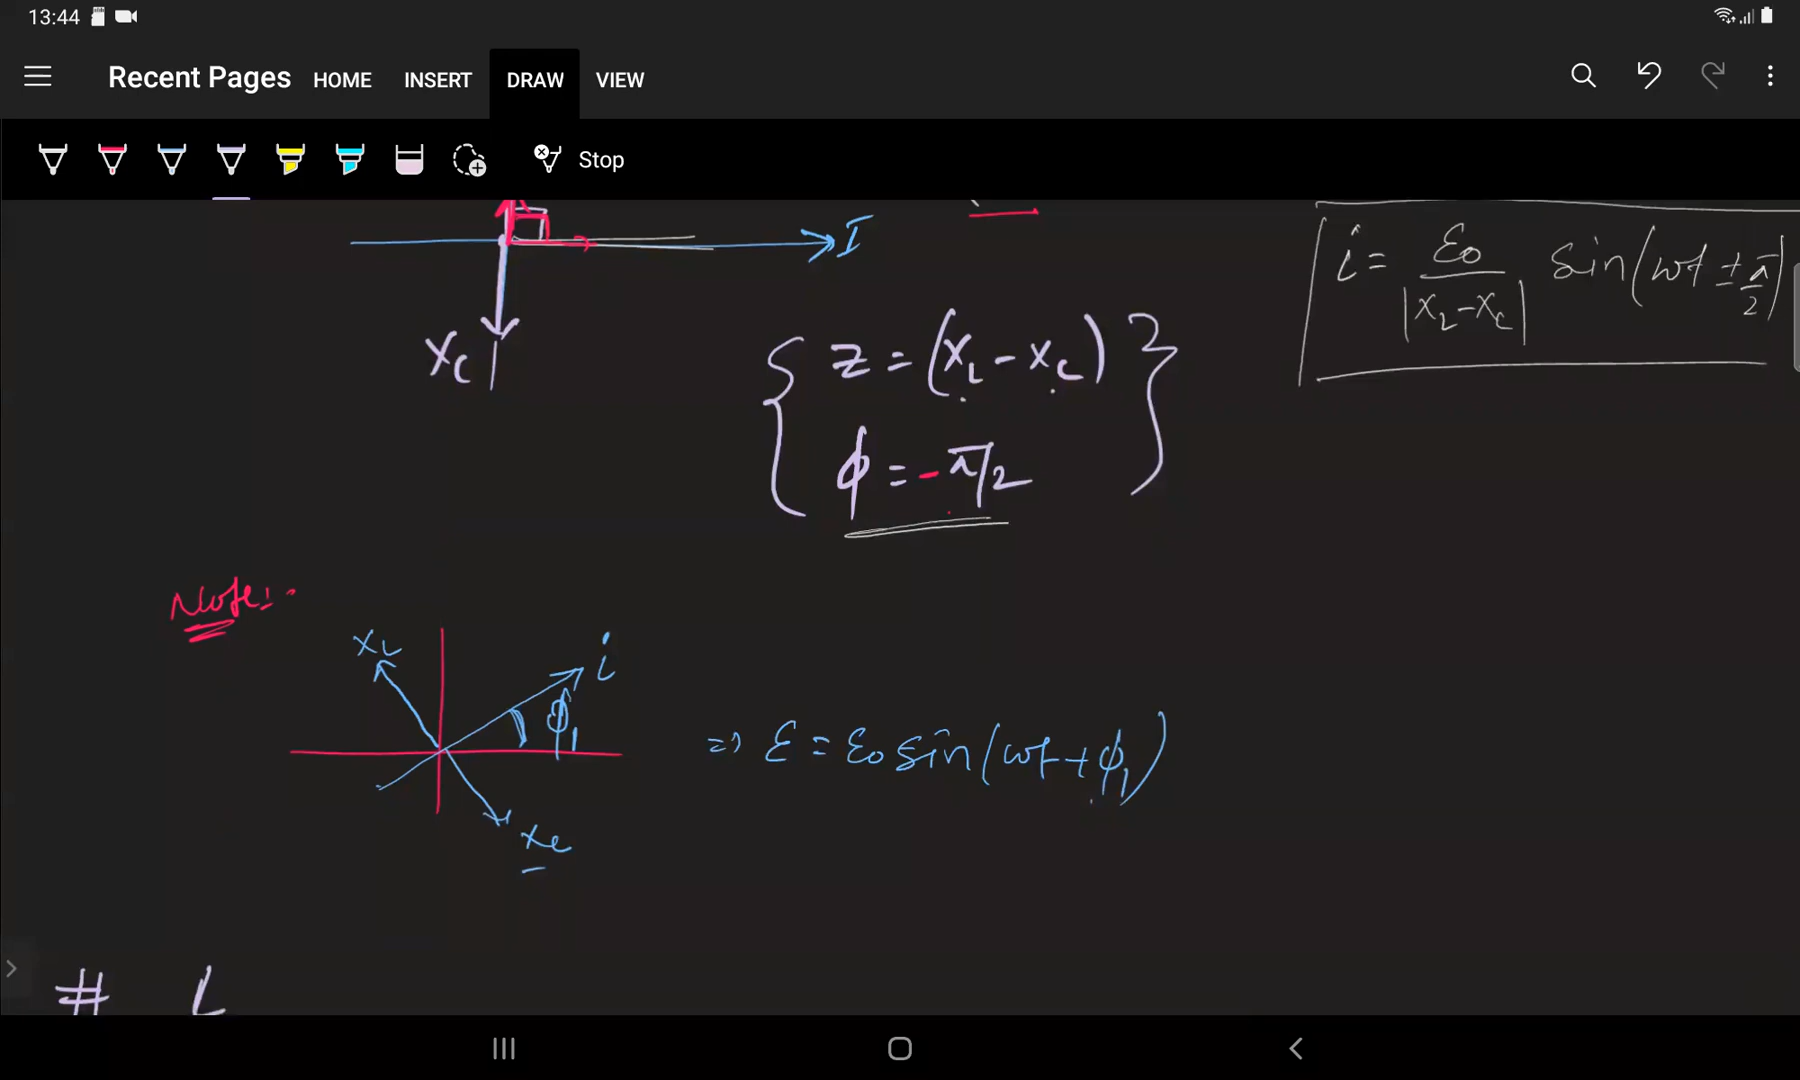 13:44
Recent Pages HOME INSERT DRAW VIEW
Stop
I
i = ε₀/|X_L-X_C| sin(ωt ± π/2)
X_C
z = (X_L - X_C)
ϕ = - π/2
Note:-
X_L
i
ϕ₁
⇒ ε = ε₀ sin(ωt + ϕ₁)
X_C
# L